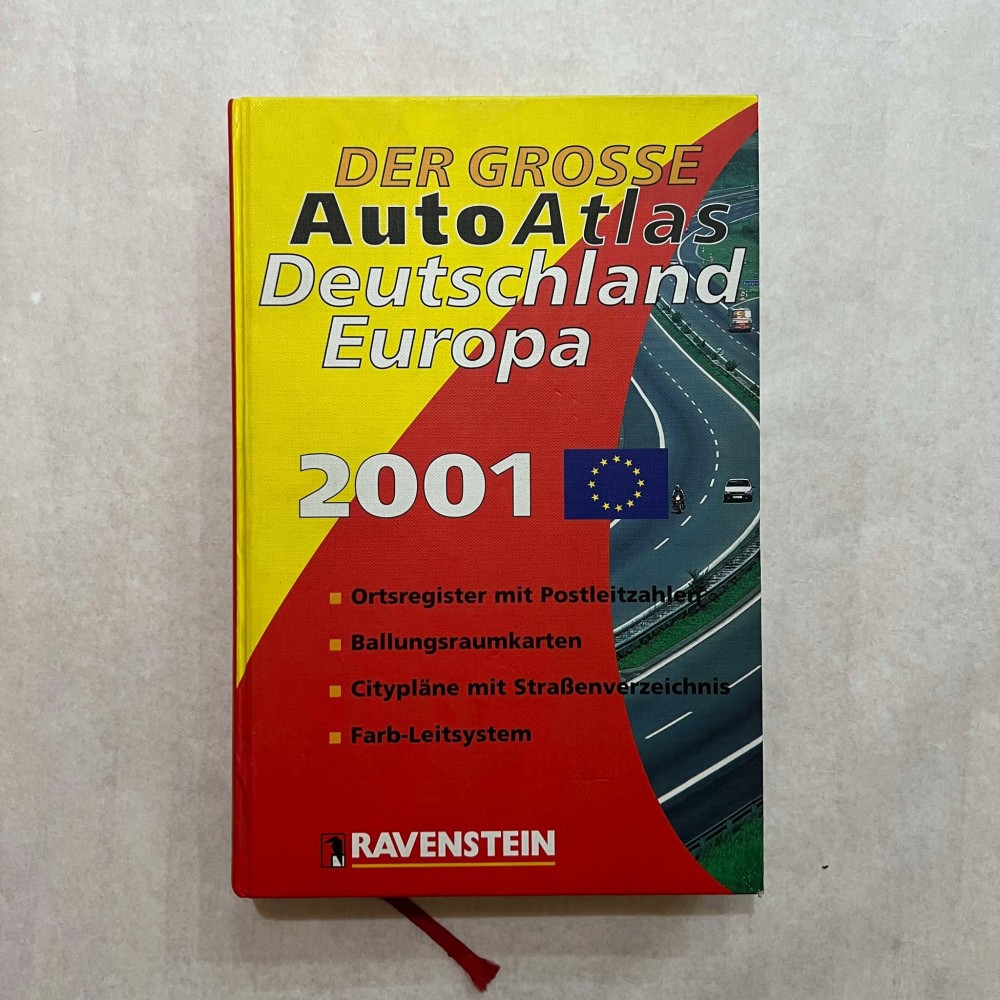 DER GROSSE
AutoAtlas
Deutschland
Europa
2001
Ortsregister mit Postleitzahlen
Ballungsraumkarten
Citypläne mit Straßenverzeichnis
Farb-Leitsystem
RAVENSTEIN